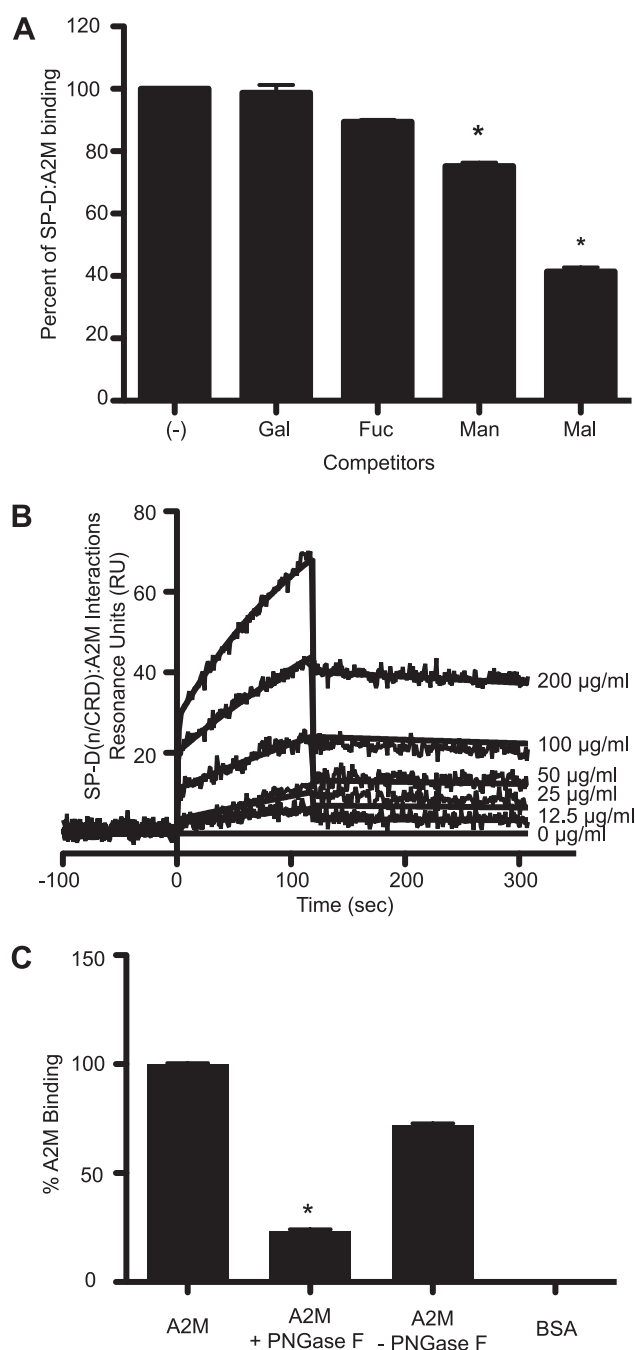 A
Percent of SP-D:A2M binding
120
100
80
60
40
20
0
*
*
(-) Gal Fuc Man Mal
Competitors
B
SP-D(n/CRD):A2M Interactions
Resonance Units (RU)
80
60
40
20
200 µg/ml
100 µg/ml
50 µg/ml
25 µg/ml
12.5 µg/ml
0 µg/ml
-100 0 100 200 300
Time (sec)
C
% A2M Binding
150
100
50
0
*
A2M
A2M
+ PNGase F
A2M
- PNGase F
BSA